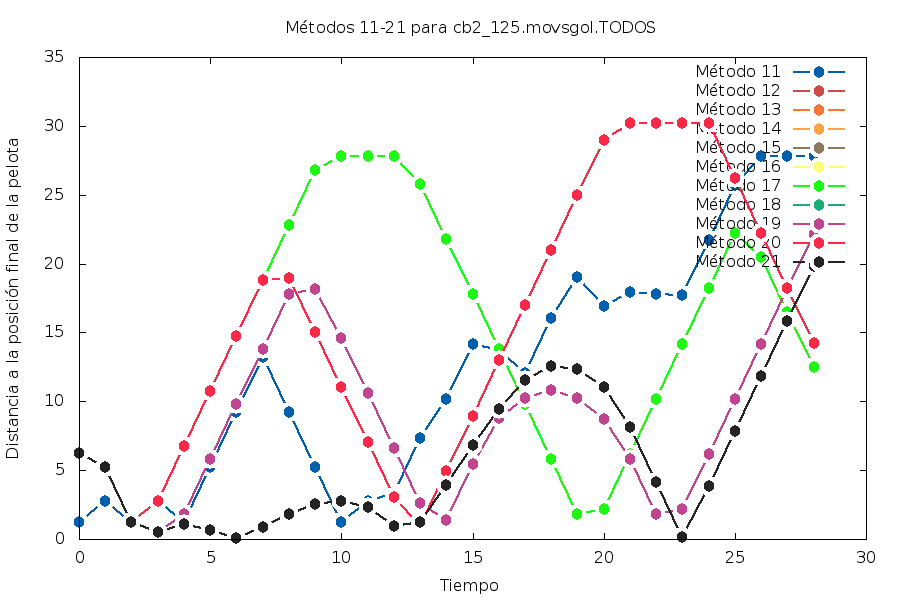 Métodos 11-21 para cb2_125.movsgol.TODOS
Distancia a la posición final de la pelota
35
30
25
20
15
10
5
0
Método 11
Método 12
Método 13
Método 14
Método 15
Método 16
Método 17
Método 18
Método 19
Método 20
Método 21
0 5 10 15 20 25 30
Tiempo